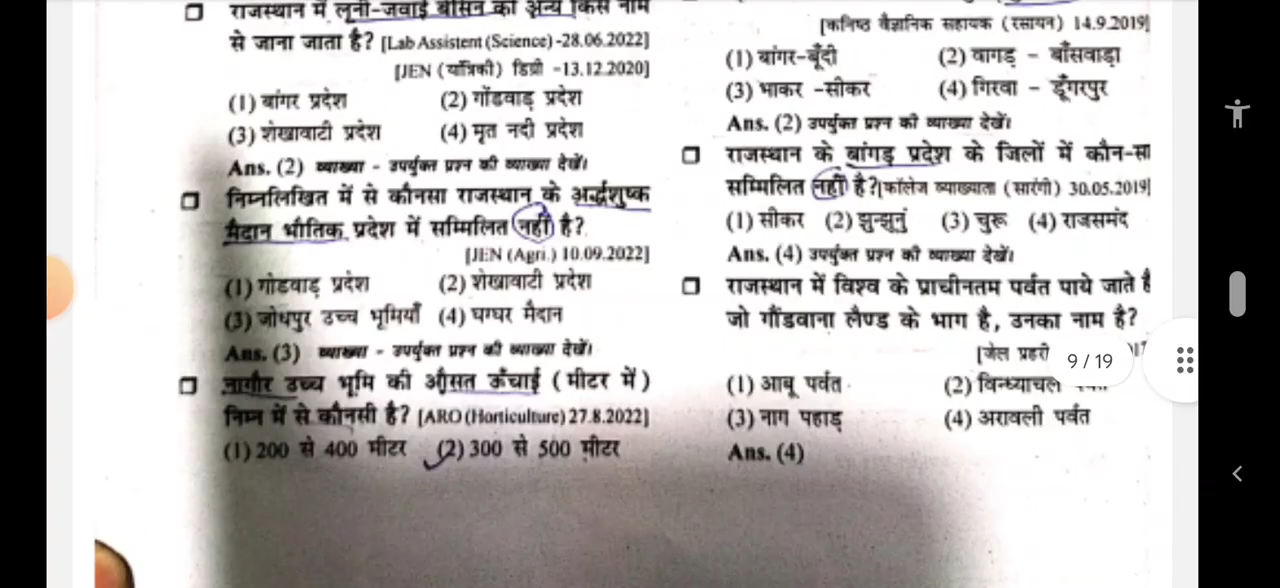 राजस्थान में लूनी-जवाई बेसिन को अन्य किस नाम
से जाना जाता है? [Lab Assistent (Science) -28.06.2022]
[JEN (यांत्रिकी) डिग्री -13.12.2020]
(1) बांगर प्रदेश (2) गोंडवाड़ प्रदेश
(3) शेखावाटी प्रदेश (4) मृत नदी प्रदेश
Ans. (2) व्याख्या - उपर्युक्त प्रश्न की व्याख्या देखें।
निम्नलिखित में से कौनसा राजस्थान के अर्द्धशुष्क
मैदान भौतिक प्रदेश में सम्मिलित नहीं है?
[JEN (Agri.) 10.09.2022]
(1) गोडवाड़ प्रदेश (2) शेखावाटी प्रदेश
(3) जोधपुर उच्च भूमियाँ (4) घग्घर मैदान
Ans. (3) व्याख्या - उपर्युक्त प्रश्न की व्याख्या देखें।
नागौर उच्च भूमि की औसत ऊँचाई (मीटर में)
निम्न में से कौनसी है? [ARO (Horticulture) 27.8.2022]
(1) 200 से 400 मीटर (2) 300 से 500 मीटर
[कनिष्ठ वैज्ञानिक सहायक (रसायन) 14.9.2019]
(1) बांगर-बूँदी (2) वागड़ - बाँसवाड़ा
(3) भाकर -सीकर (4) गिरवा - डूँगरपुर
Ans. (2) उपर्युक्त प्रश्न की व्याख्या देखें।
राजस्थान के बांगड़ प्रदेश के जिलों में कौन-सा
सम्मिलित नहीं है? [कॉलेज व्याख्याता (सारंगी) 30.05.2019]
(1) सीकर (2) झुन्झुनूं (3) चुरू (4) राजसमंद
Ans. (4) उपर्युक्त प्रश्न की व्याख्या देखें।
राजस्थान में विश्व के प्राचीनतम पर्वत पाये जाते है
जो गौंडवाना लैण्ड के भाग है, उनका नाम है?
[जेल प्रहरी
9 / 19
(1) आबू पर्वत (2) विन्ध्याचल
(3) नाग पहाड़ (4) अरावली पर्वत
Ans. (4)